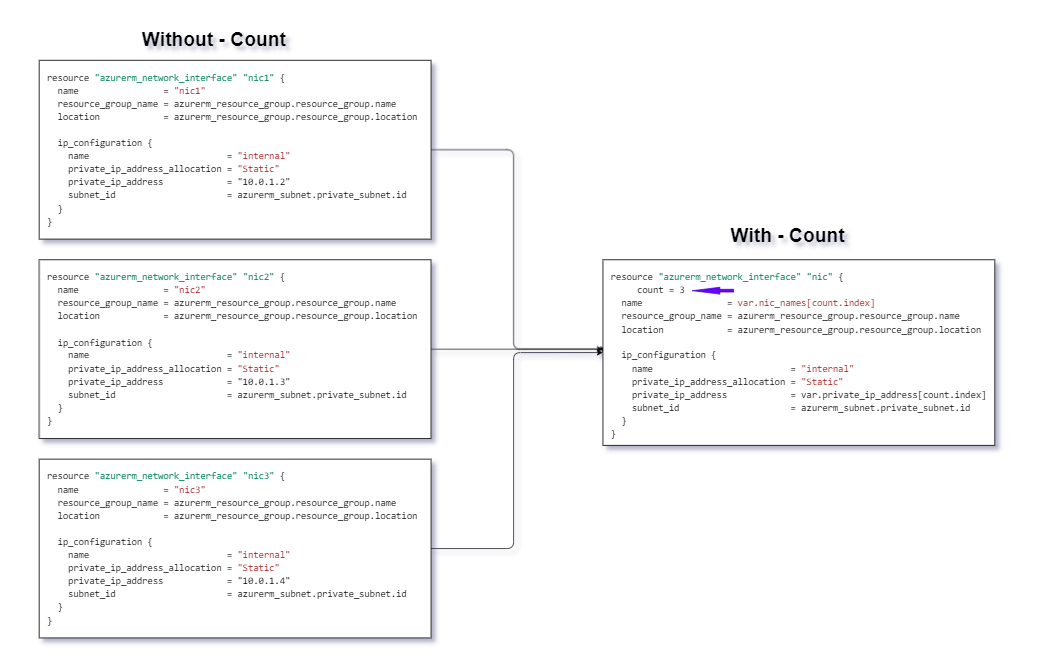 Without - Count
resource "azurerm_network_interface" "nic1" {
  name                = "nic1"
  resource_group_name = azurerm_resource_group.resource_group.name
  location            = azurerm_resource_group.resource_group.location

  ip_configuration {
    name                          = "internal"
    private_ip_address_allocation = "Static"
    private_ip_address            = "10.0.1.2"
    subnet_id                     = azurerm_subnet.private_subnet.id
  }
}
resource "azurerm_network_interface" "nic2" {
  name                = "nic2"
  resource_group_name = azurerm_resource_group.resource_group.name
  location            = azurerm_resource_group.resource_group.location

  ip_configuration {
    name                          = "internal"
    private_ip_address_allocation = "Static"
    private_ip_address            = "10.0.1.3"
    subnet_id                     = azurerm_subnet.private_subnet.id
  }
}
resource "azurerm_network_interface" "nic3" {
  name                = "nic3"
  resource_group_name = azurerm_resource_group.resource_group.name
  location            = azurerm_resource_group.resource_group.location

  ip_configuration {
    name                          = "internal"
    private_ip_address_allocation = "Static"
    private_ip_address            = "10.0.1.4"
    subnet_id                     = azurerm_subnet.private_subnet.id
  }
}
With - Count
resource "azurerm_network_interface" "nic" {
     count = 3
  name                = var.nic_names[count.index]
  resource_group_name = azurerm_resource_group.resource_group.name
  location            = azurerm_resource_group.resource_group.location

  ip_configuration {
    name                          = "internal"
    private_ip_address_allocation = "Static"
    private_ip_address            = var.private_ip_address[count.index]
    subnet_id                     = azurerm_subnet.private_subnet.id
  }
}